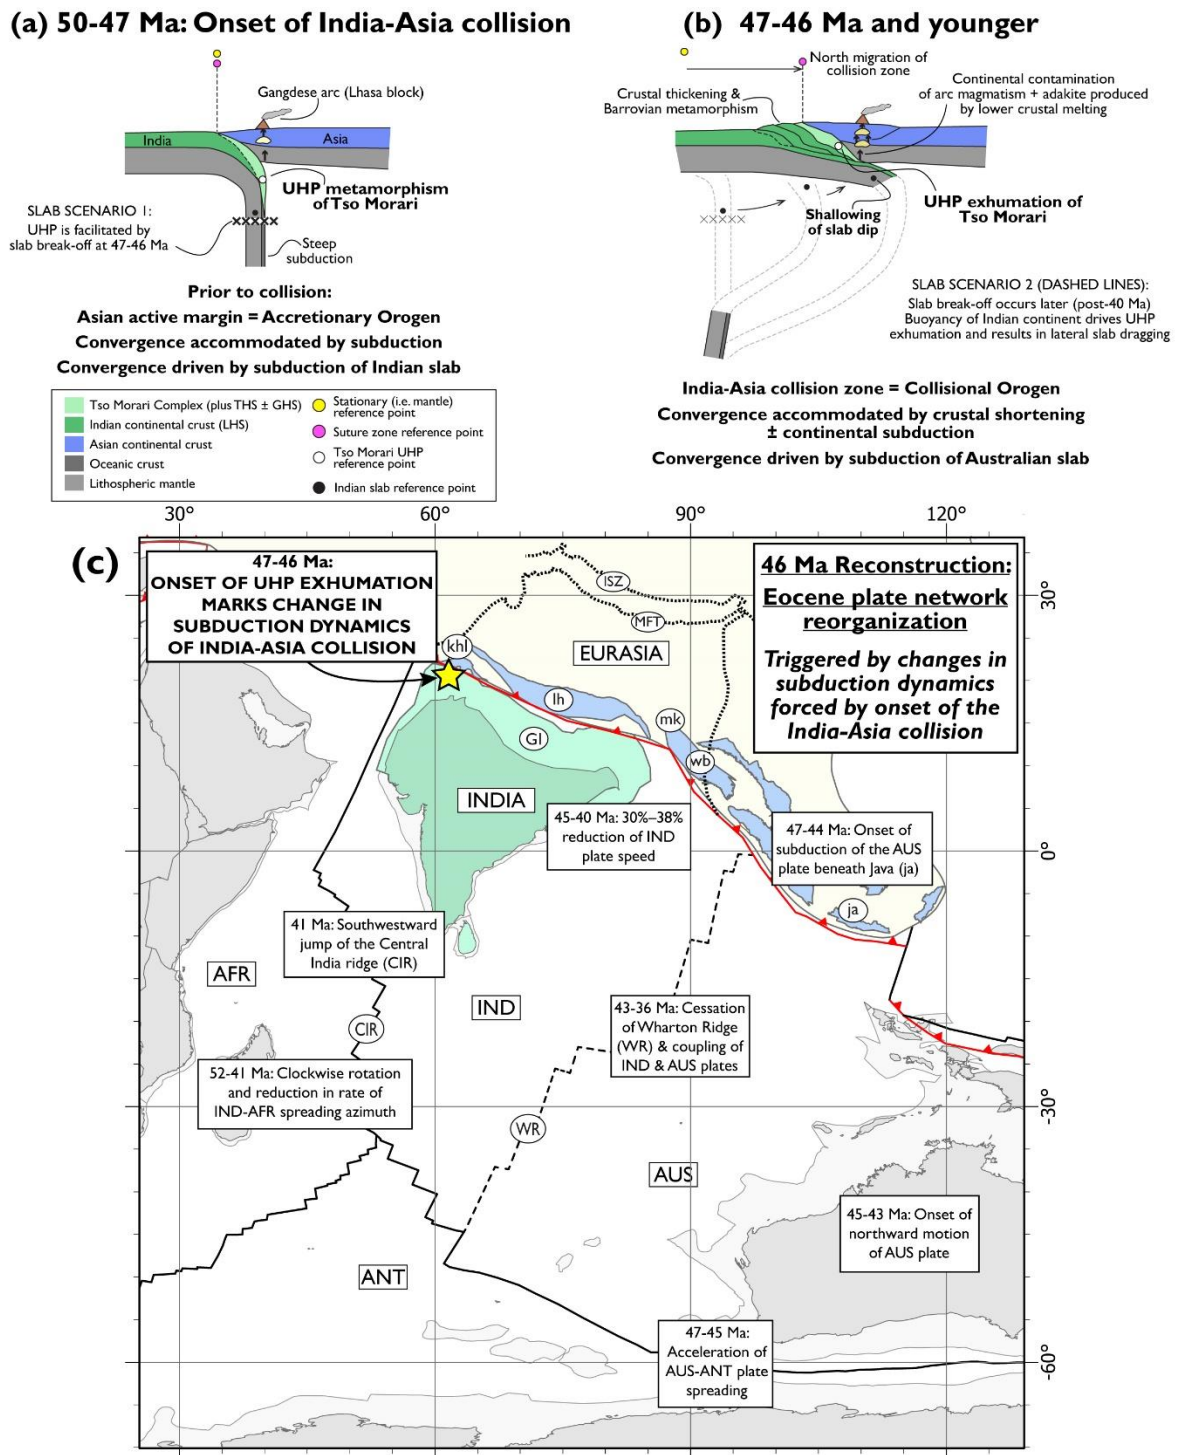 (a) 50-47 Ma: Onset of India-Asia collision
Gangdese arc (Lhasa block)
India
Asia
UHP metamorphism
of Tso Morari
SLAB SCENARIO 1:
UHP is facilitated by
slab break-off at 47-46 Ma
Steep
subduction
Prior to collision:
Asian active margin = Accretionary Orogen
Convergence accommodated by subduction
Convergence driven by subduction of Indian slab
(b) 47-46 Ma and younger
North migration of
collision zone
Crustal thickening &
Barrovian metamorphism
Continental contamination
of arc magmatism + adakite produced
by lower crustal melting
Shallowing
of slab dip
UHP exhumation of
Tso Morari
SLAB SCENARIO 2 (DASHED LINES):
Slab break-off occurs later (post-40 Ma)
Buoyancy of Indian continent drives UHP
exhumation and results in lateral slab dragging
India-Asia collision zone = Collisional Orogen
Convergence accommodated by crustal shortening
± continental subduction
Convergence driven by subduction of Australian slab
Tso Morari Complex (plus THS ± GHS)
Indian continental crust (LHS)
Asian continental crust
Oceanic crust
Lithospheric mantle
Stationary (i.e. mantle)
reference point
Suture zone reference point
Tso Morari UHP
reference point
Indian slab reference point
30°
60°
90°
120°
(c)
47-46 Ma:
ONSET OF UHP EXHUMATION
MARKS CHANGE IN
SUBDUCTION DYNAMICS
OF INDIA-ASIA COLLISION
46 Ma Reconstruction:
Eocene plate network
reorganization
Triggered by changes in
subduction dynamics
forced by onset of the
India-Asia collision
ISZ
MFT
khl
EURASIA
lh
mk
GI
wb
INDIA
45-40 Ma: 30%–38%
reduction of IND
plate speed
47-44 Ma: Onset of
subduction of the AUS
plate beneath Java (ja)
ja
41 Ma: Southwestward
jump of the Central
India ridge (CIR)
AFR
IND
CIR
43-36 Ma: Cessation
of Wharton Ridge
(WR) & coupling of
IND & AUS plates
52-41 Ma: Clockwise rotation
and reduction in rate of
IND-AFR spreading azimuth
WR
AUS
45-43 Ma: Onset of
northward motion
of AUS plate
ANT
47-45 Ma:
Acceleration of
AUS-ANT plate
spreading
30°
0°
-30°
-60°